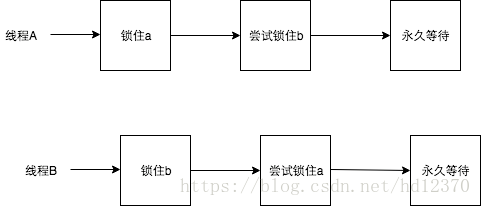 线程A 锁住a 尝试锁住b 永久等待
线程B 锁住b 尝试锁住a 永久等待
https://blog.csdn.net/hd12370